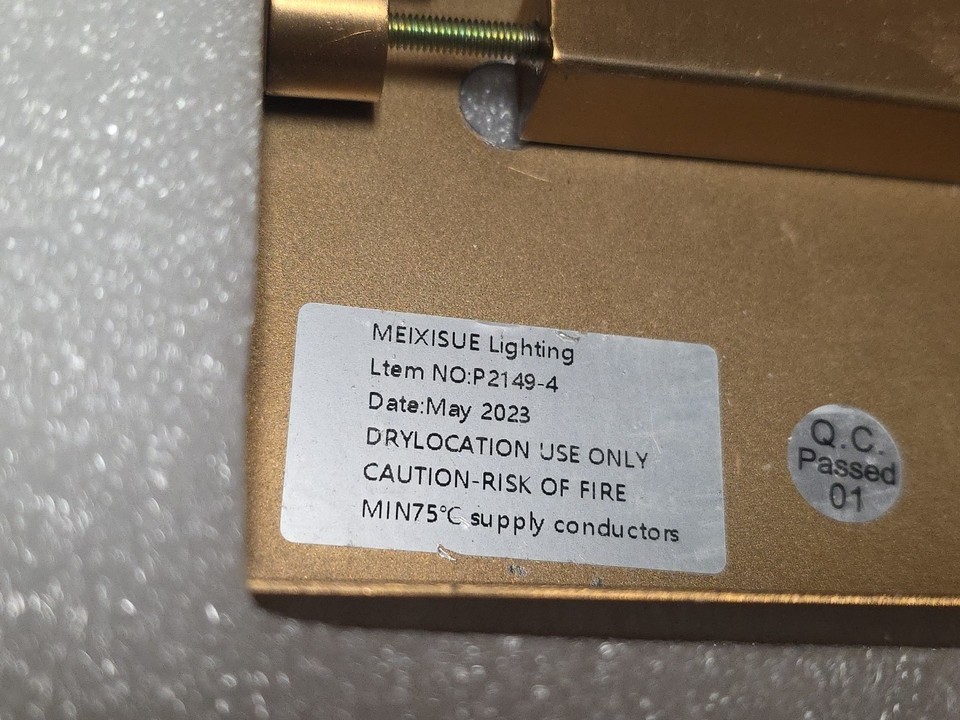 MEIXISUE Lighting
Ltem NO:P2149-4
Date:May 2023
DRYLOCATION USE ONLY
CAUTION-RISK OF FIRE
MIN75℃ supply conductors
Q.C.
Passed
01